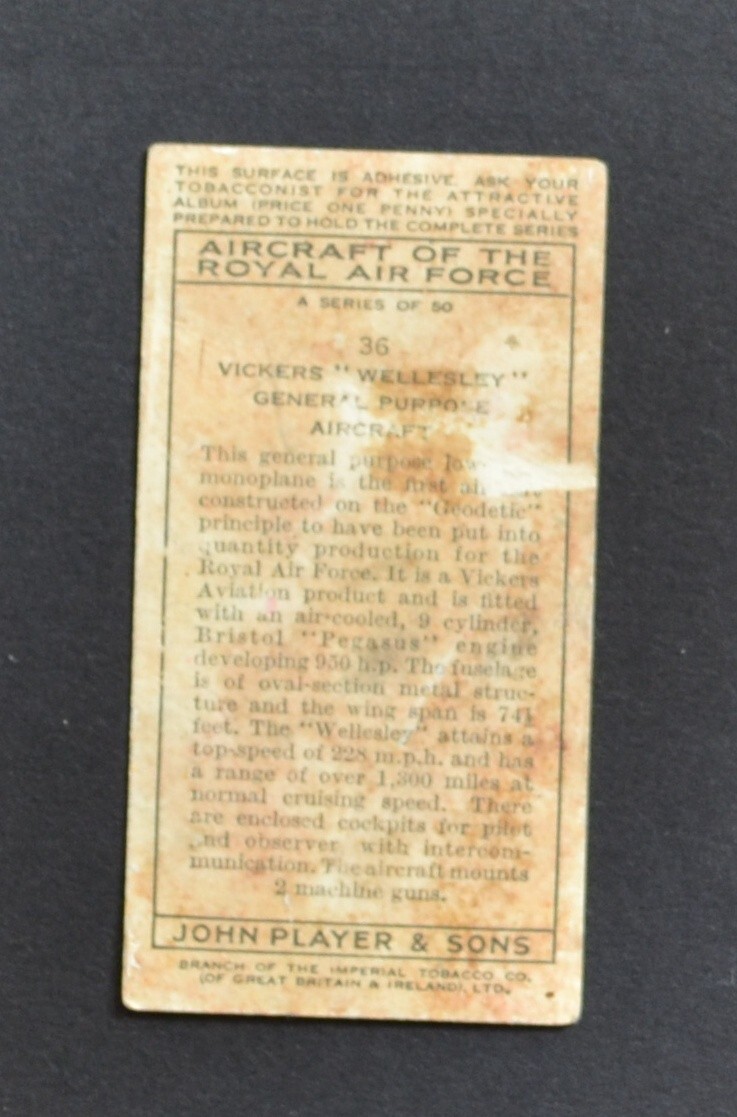 THIS SURFACE IS ADHESIVE. ASK YOUR
TOBACCONIST FOR THE ATTRACTIVE
ALBUM (PRICE ONE PENNY) SPECIALLY
PREPARED TO HOLD THE COMPLETE SERIES
AIRCRAFT OF THE
ROYAL AIR FORCE
A SERIES OF 50
36
VICKERS "WELLESLEY"
GENERAL PURPOSE
AIRCRAFT
This general purpose
monoplane is the first
constructed on the "Geodetic"
principle to have been put into
quantity production for the
Royal Air Force. It is a Vickers
Aviation product and is fitted
with an air-cooled, 9 cylinder,
Bristol "Pegasus" engine
developing 950 h.p. The fuselage
is of oval-section metal struc-
ture and the wing span is 74½
feet. The "Wellesley" attains a
top-speed of 228 m.p.h. and has
a range of over 1,300 miles at
normal cruising speed. There
are enclosed cockpits for pilot
and observer with intercom-
munication. The aircraft mounts
2 machine guns.
JOHN PLAYER & SONS
BRANCH OF THE IMPERIAL TOBACCO CO.
(OF GREAT BRITAIN & IRELAND), LTD.